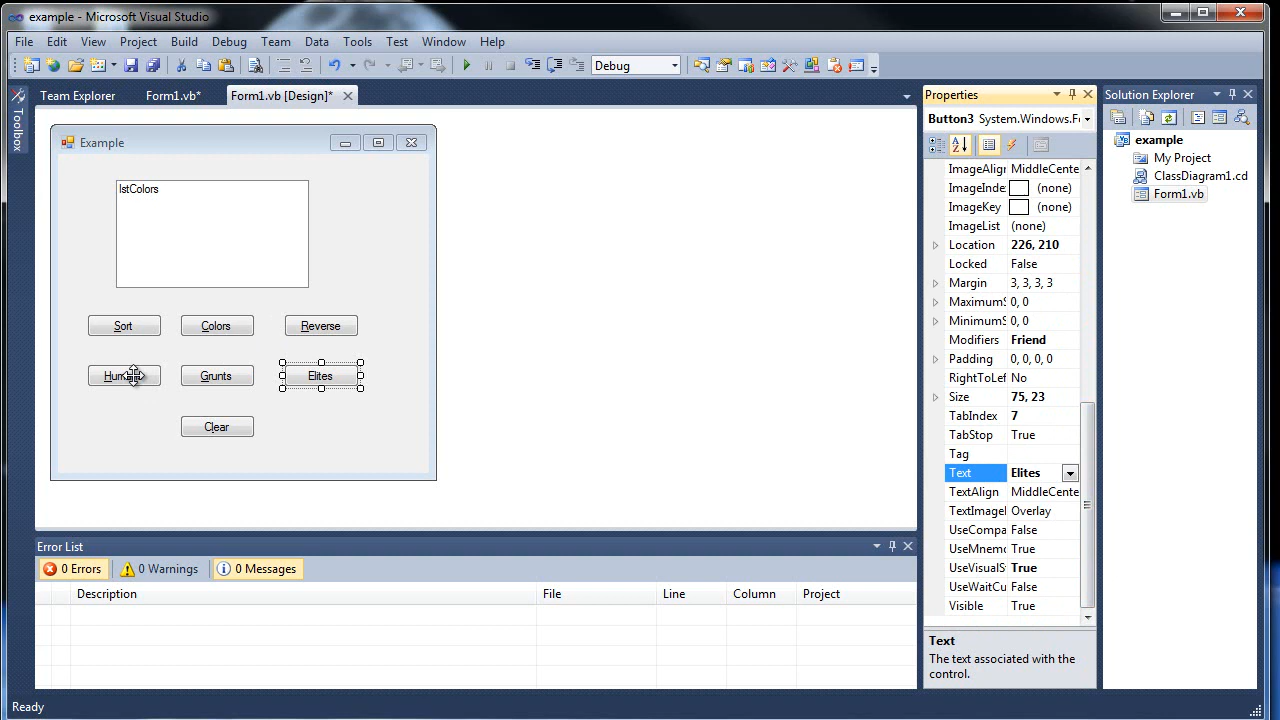 example - Microsoft Visual Studio
File Edit View Project Build Debug Team Data Tools Test Window Help
Debug
Toolbox
Team Explorer Form1.vb* Form1.vb [Design]*
Example
lstColors
Sort Colors Reverse
Grunts Elites
Clear
Error List
0 Errors 0 Warnings 0 Messages
Description File Line Column Project
Properties
Button3 System.Windows.F
ImageAlign MiddleCente
ImageInde (none)
ImageKey (none)
ImageList (none)
Location 226, 210
Locked False
Margin 3, 3, 3, 3
MaximumS 0, 0
MinimumS 0, 0
Modifiers Friend
Padding 0, 0, 0, 0
RightToLef No
Size 75, 23
TabIndex 7
TabStop True
Tag
Text Elites
TextAlign MiddleCente
TextImageI Overlay
UseCompa False
UseMnemo True
UseVisualS True
UseWaitCu False
Visible True
Text
The text associated with the
control.
Solution Explorer
example
My Project
ClassDiagram1.cd
Form1.vb
Ready